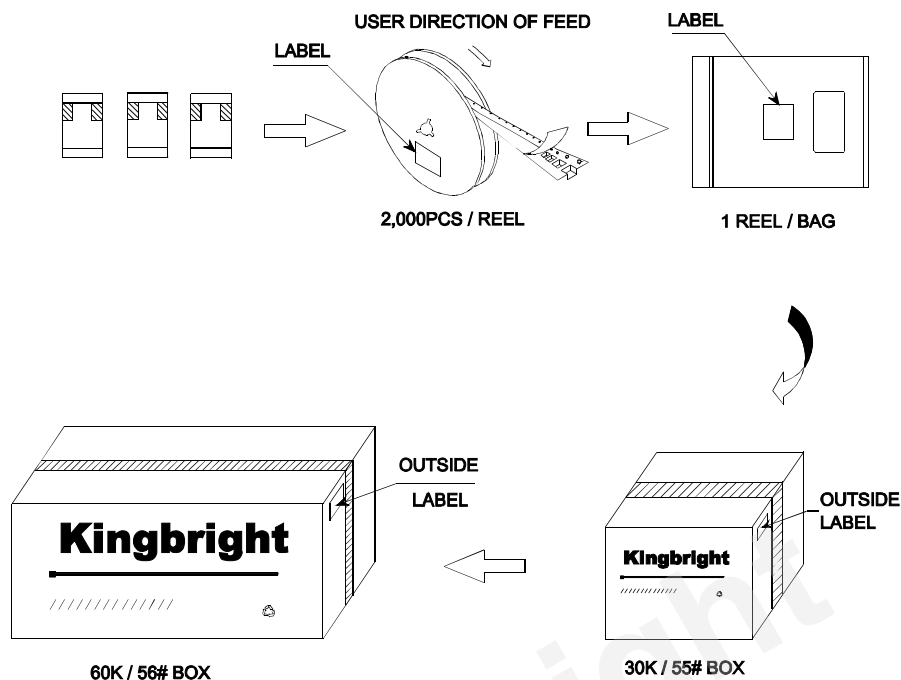 USER DIRECTION OF FEED
LABEL
LABEL
2,000PCS / REEL
1 REEL / BAG
OUTSIDE
LABEL
OUTSIDE
LABEL
Kingbright
Kingbright
60K / 56# BOX
30K / 55# BOX